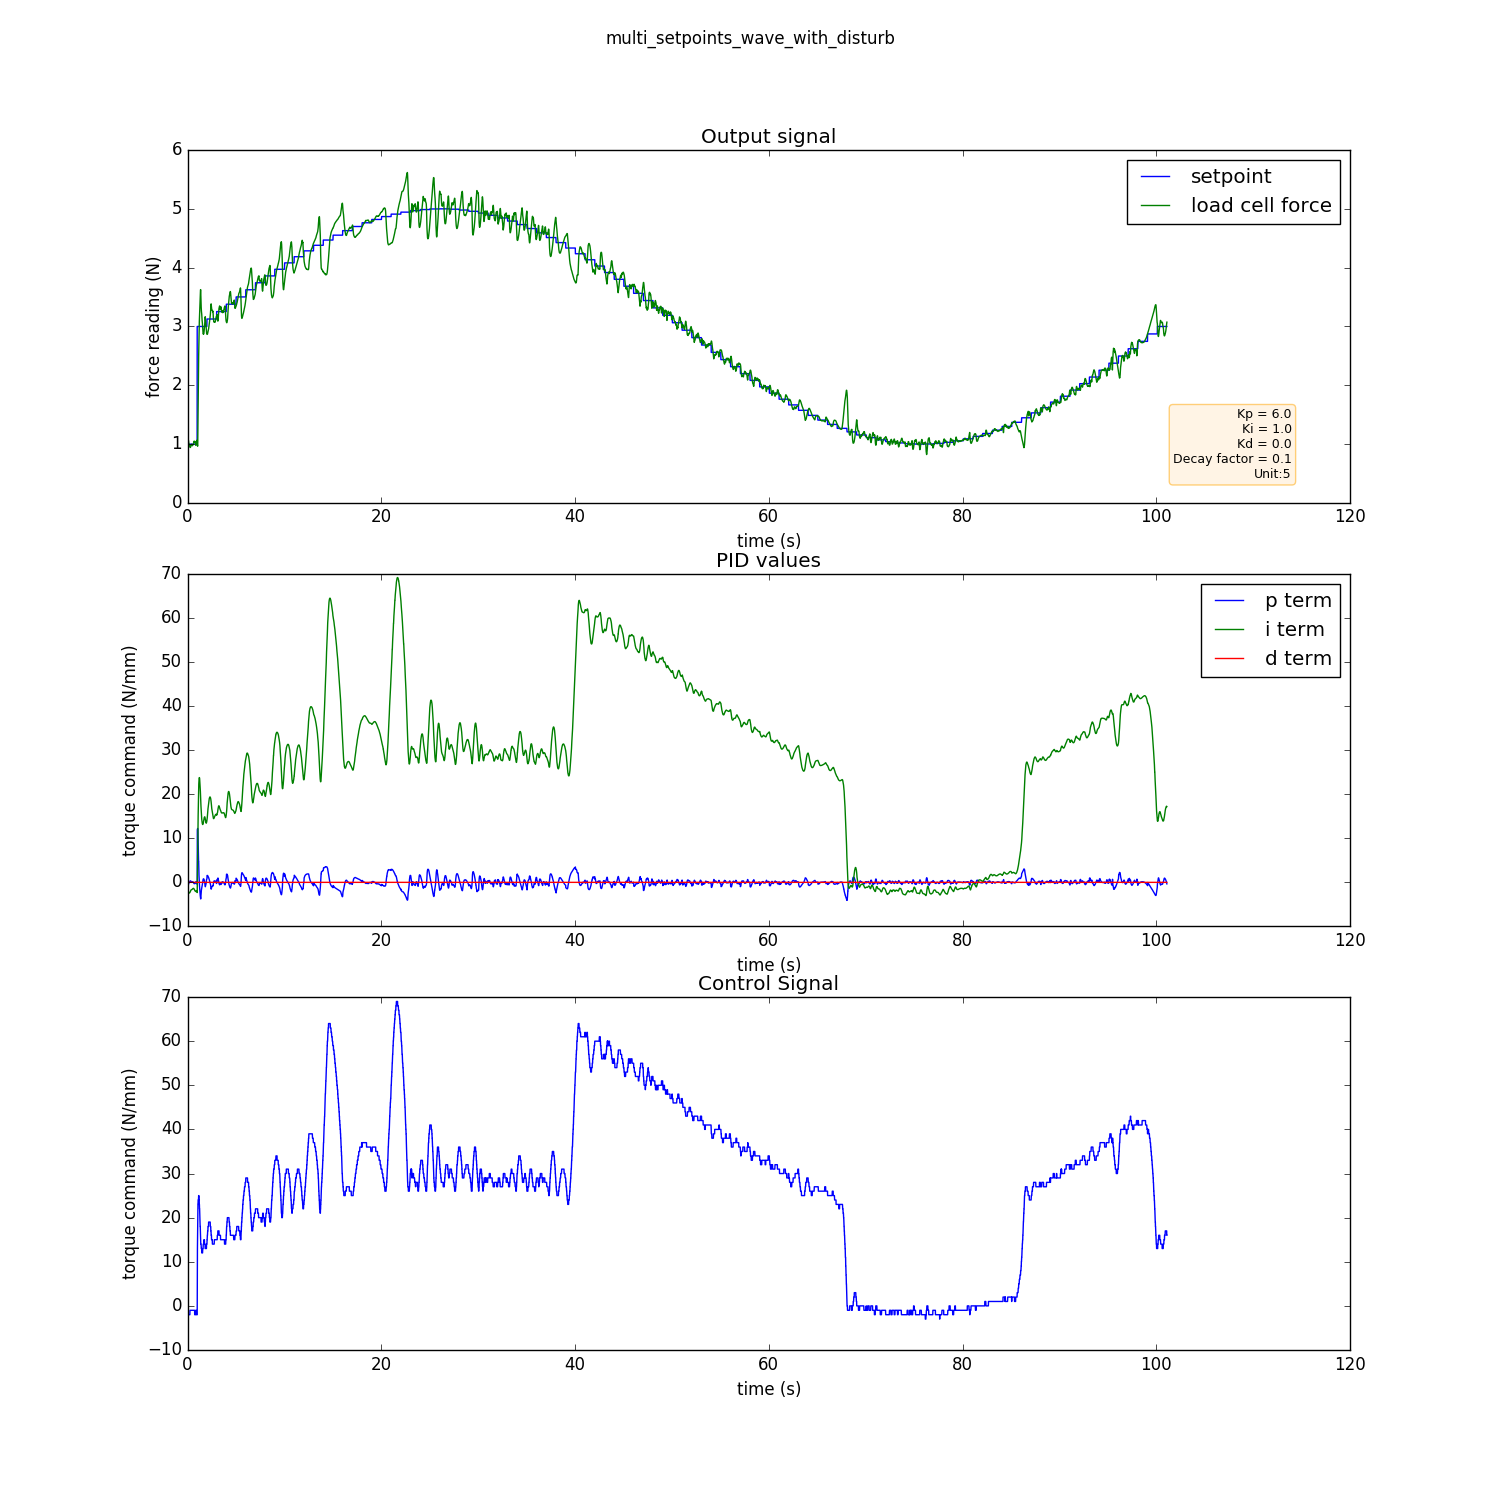 multi_setpoints_wave_with_disturb
Output signal
force reading (N)
6
5
4
3
2
1
0
setpoint
load cell force
Kp = 6.0
Ki = 1.0
Kd = 0.0
Decay factor = 0.1
Unit:5
0 20 40 60 80 100 120
time (s)
PID values
torque command (N/mm)
70
60
50
40
30
20
10
0
−10
p term
i term
d term
0 20 40 60 80 100 120
time (s)
Control Signal
torque command (N/mm)
70
60
50
40
30
20
10
0
−10
0 20 40 60 80 100 120
time (s)